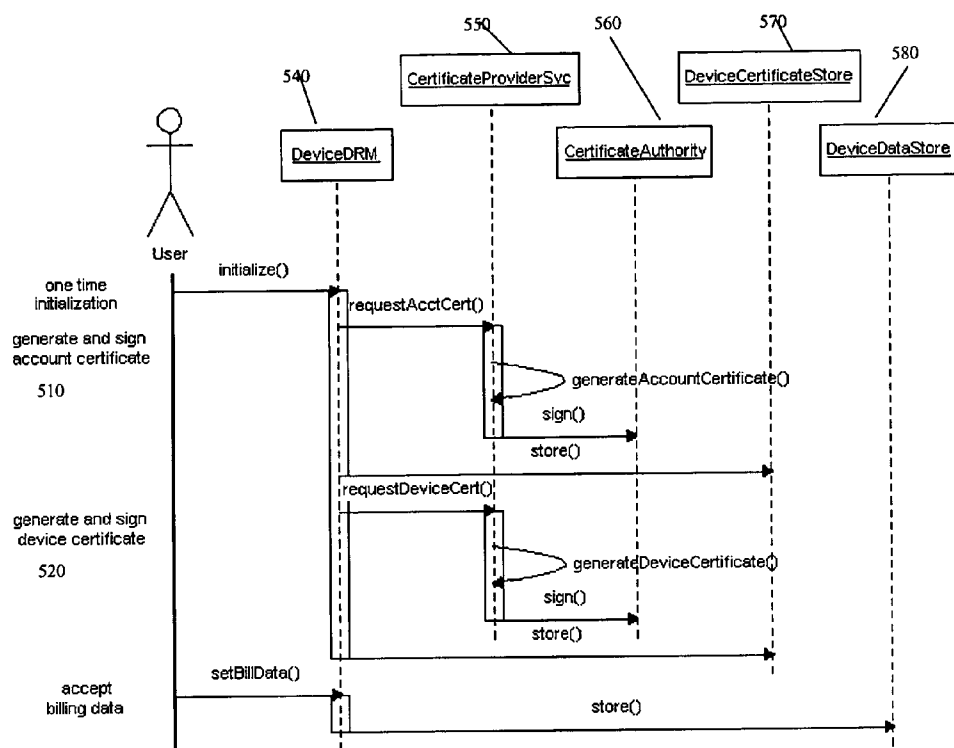 550
560
570
580
540
CertificateProviderSvc
DeviceCertificateStore
DeviceDRM
CertificateAuthority
DeviceDataStore
User
initialize()
one time
initialization
requestAcctCert()
generate and sign
account certificate
510
generateAccountCertificate()
sign()
store()
requestDeviceCert()
generate and sign
device certificate
520
generateDeviceCertificate()
sign()
store()
setBillData()
accept
billing data
store()